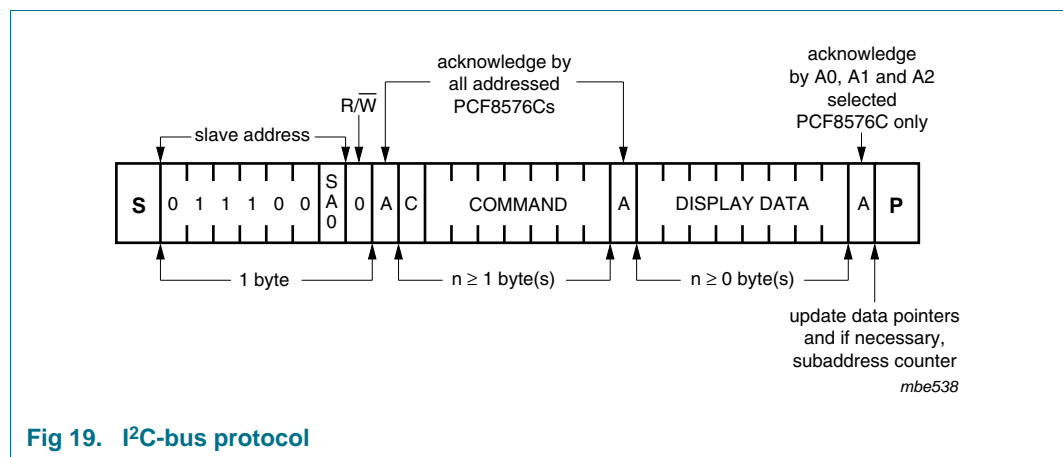 acknowledge by
all addressed
PCF8576Cs
acknowledge
by A0, A1 and A2
selected
PCF8576C only
R/W̅
slave address
S 0 1 1 1 0 0 SA0 0 A C COMMAND A DISPLAY DATA A P
1 byte
n ≥ 1 byte(s)
n ≥ 0 byte(s)
update data pointers
and if necessary,
subaddress counter
mbe538
Fig 19. I²C-bus protocol